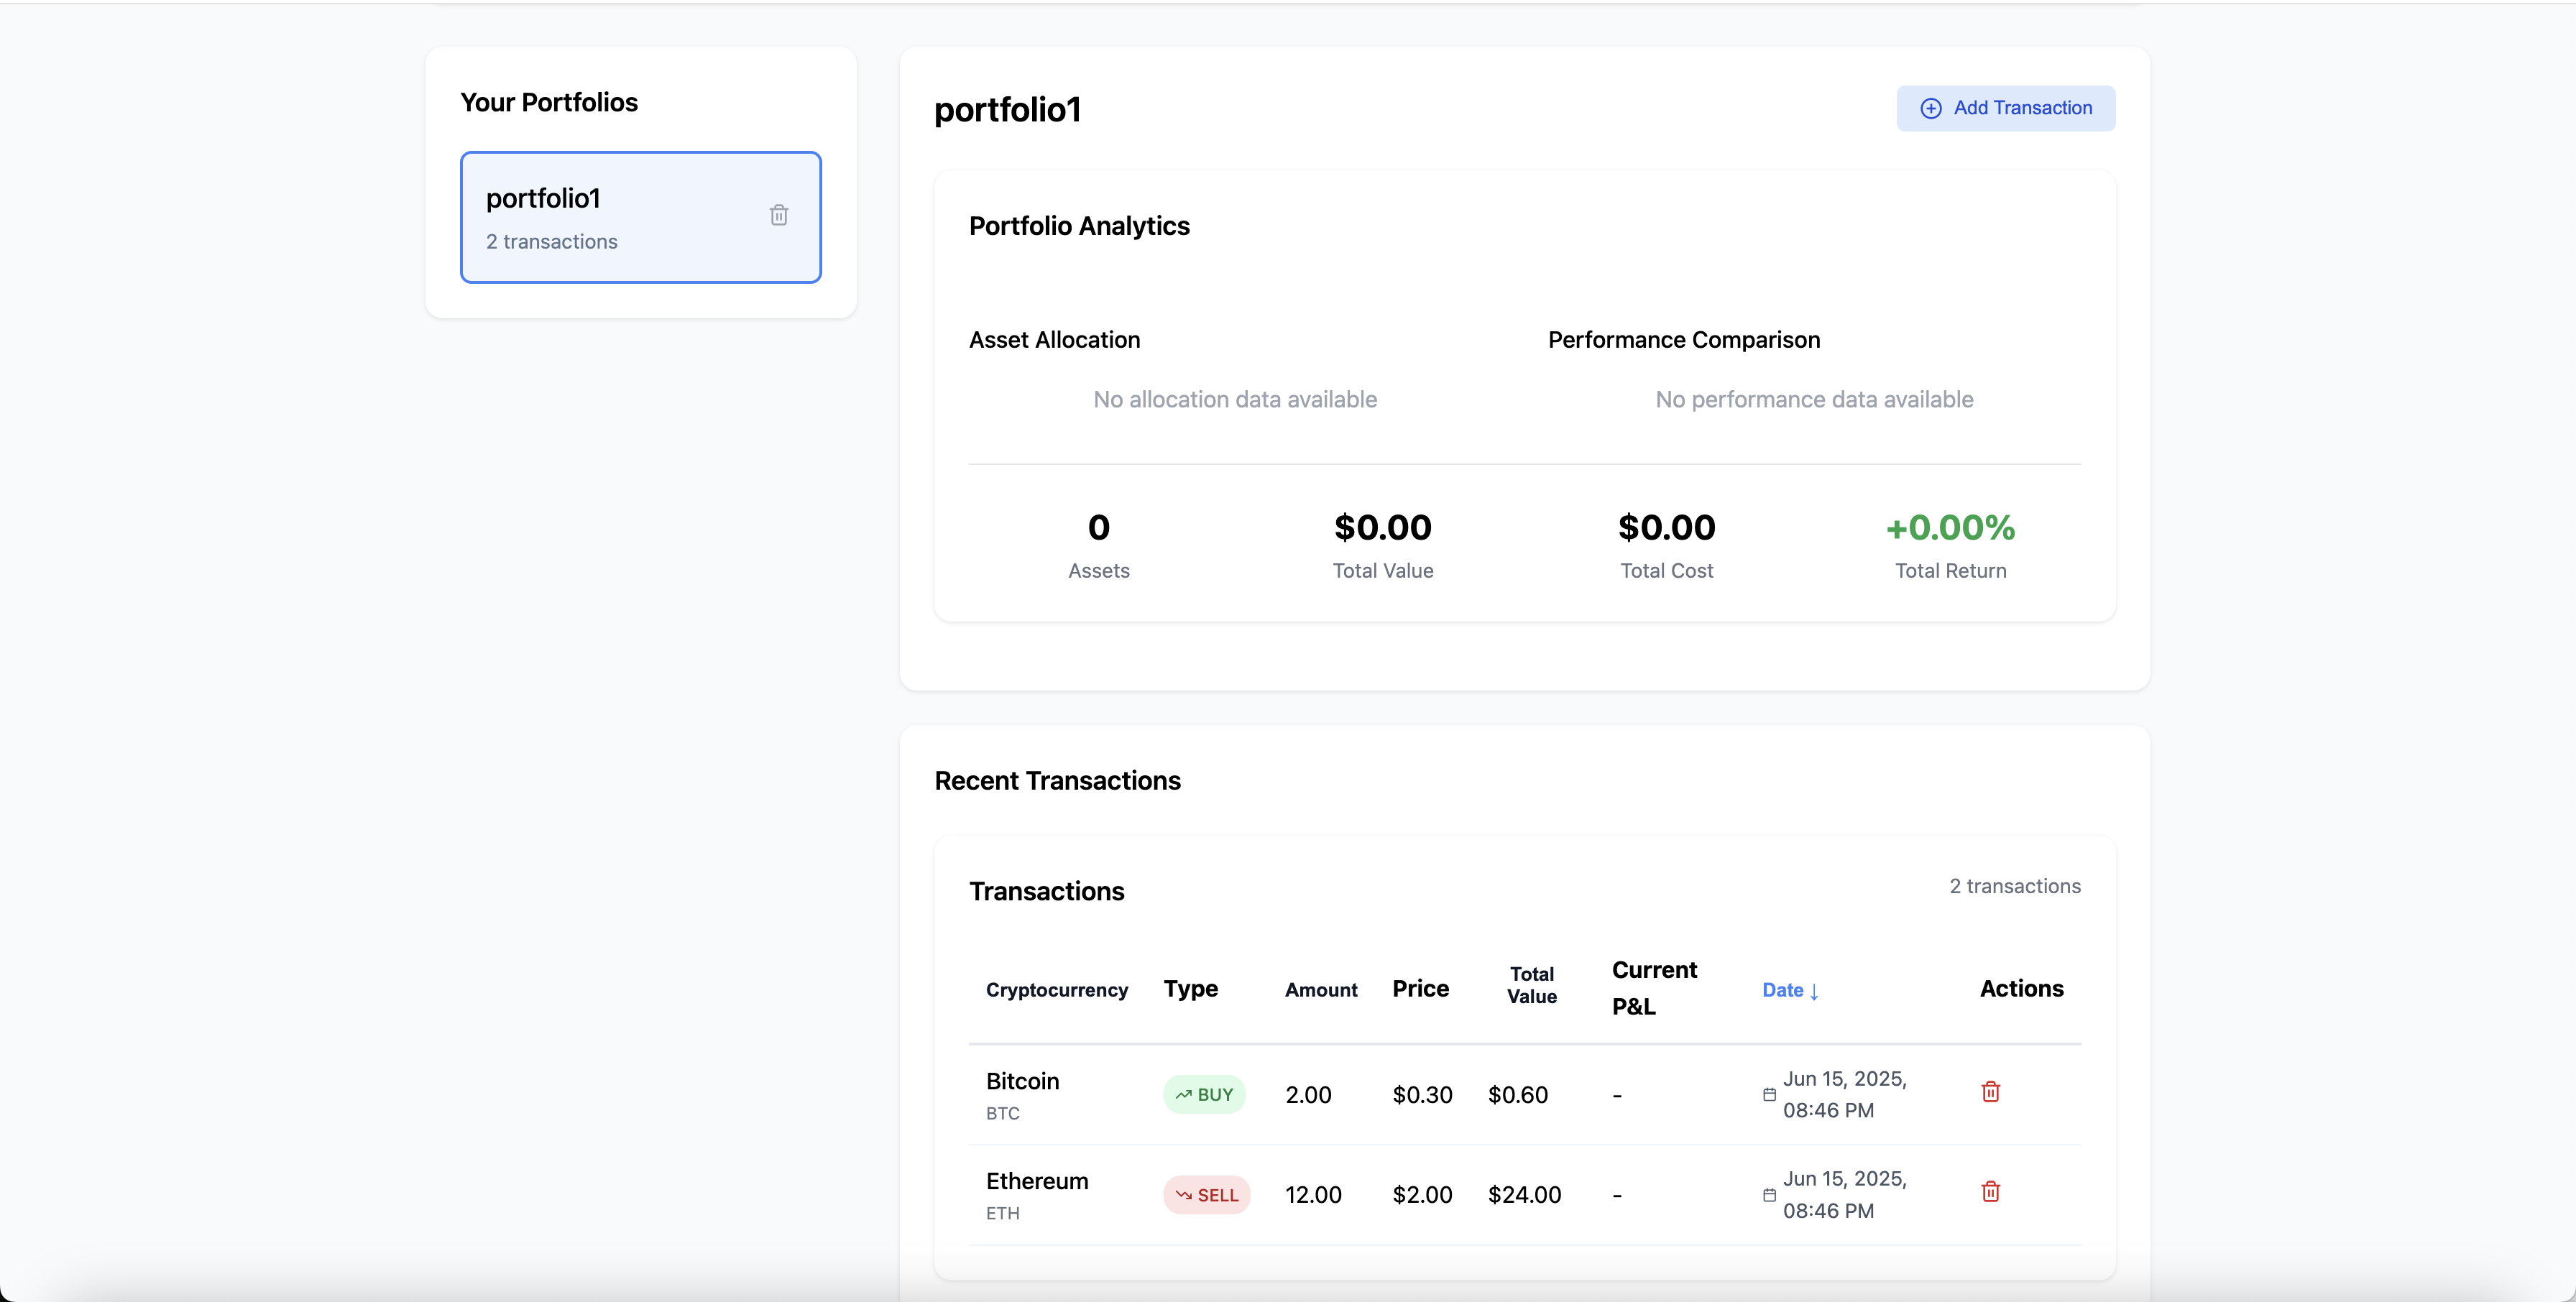 Your Portfolios
portfolio1
2 transactions
portfolio1
Add Transaction
Portfolio Analytics
Asset Allocation
Performance Comparison
No allocation data available
No performance data available
0
$0.00
$0.00
+0.00%
Assets
Total Value
Total Cost
Total Return
Recent Transactions
Transactions
2 transactions
Cryptocurrency
Type
Amount
Price
Total
Value
Current
P&L
Date ↓
Actions
Bitcoin
BTC
BUY
2.00
$0.30
$0.60
-
Jun 15, 2025,
08:46 PM
Ethereum
ETH
SELL
12.00
$2.00
$24.00
-
Jun 15, 2025,
08:46 PM